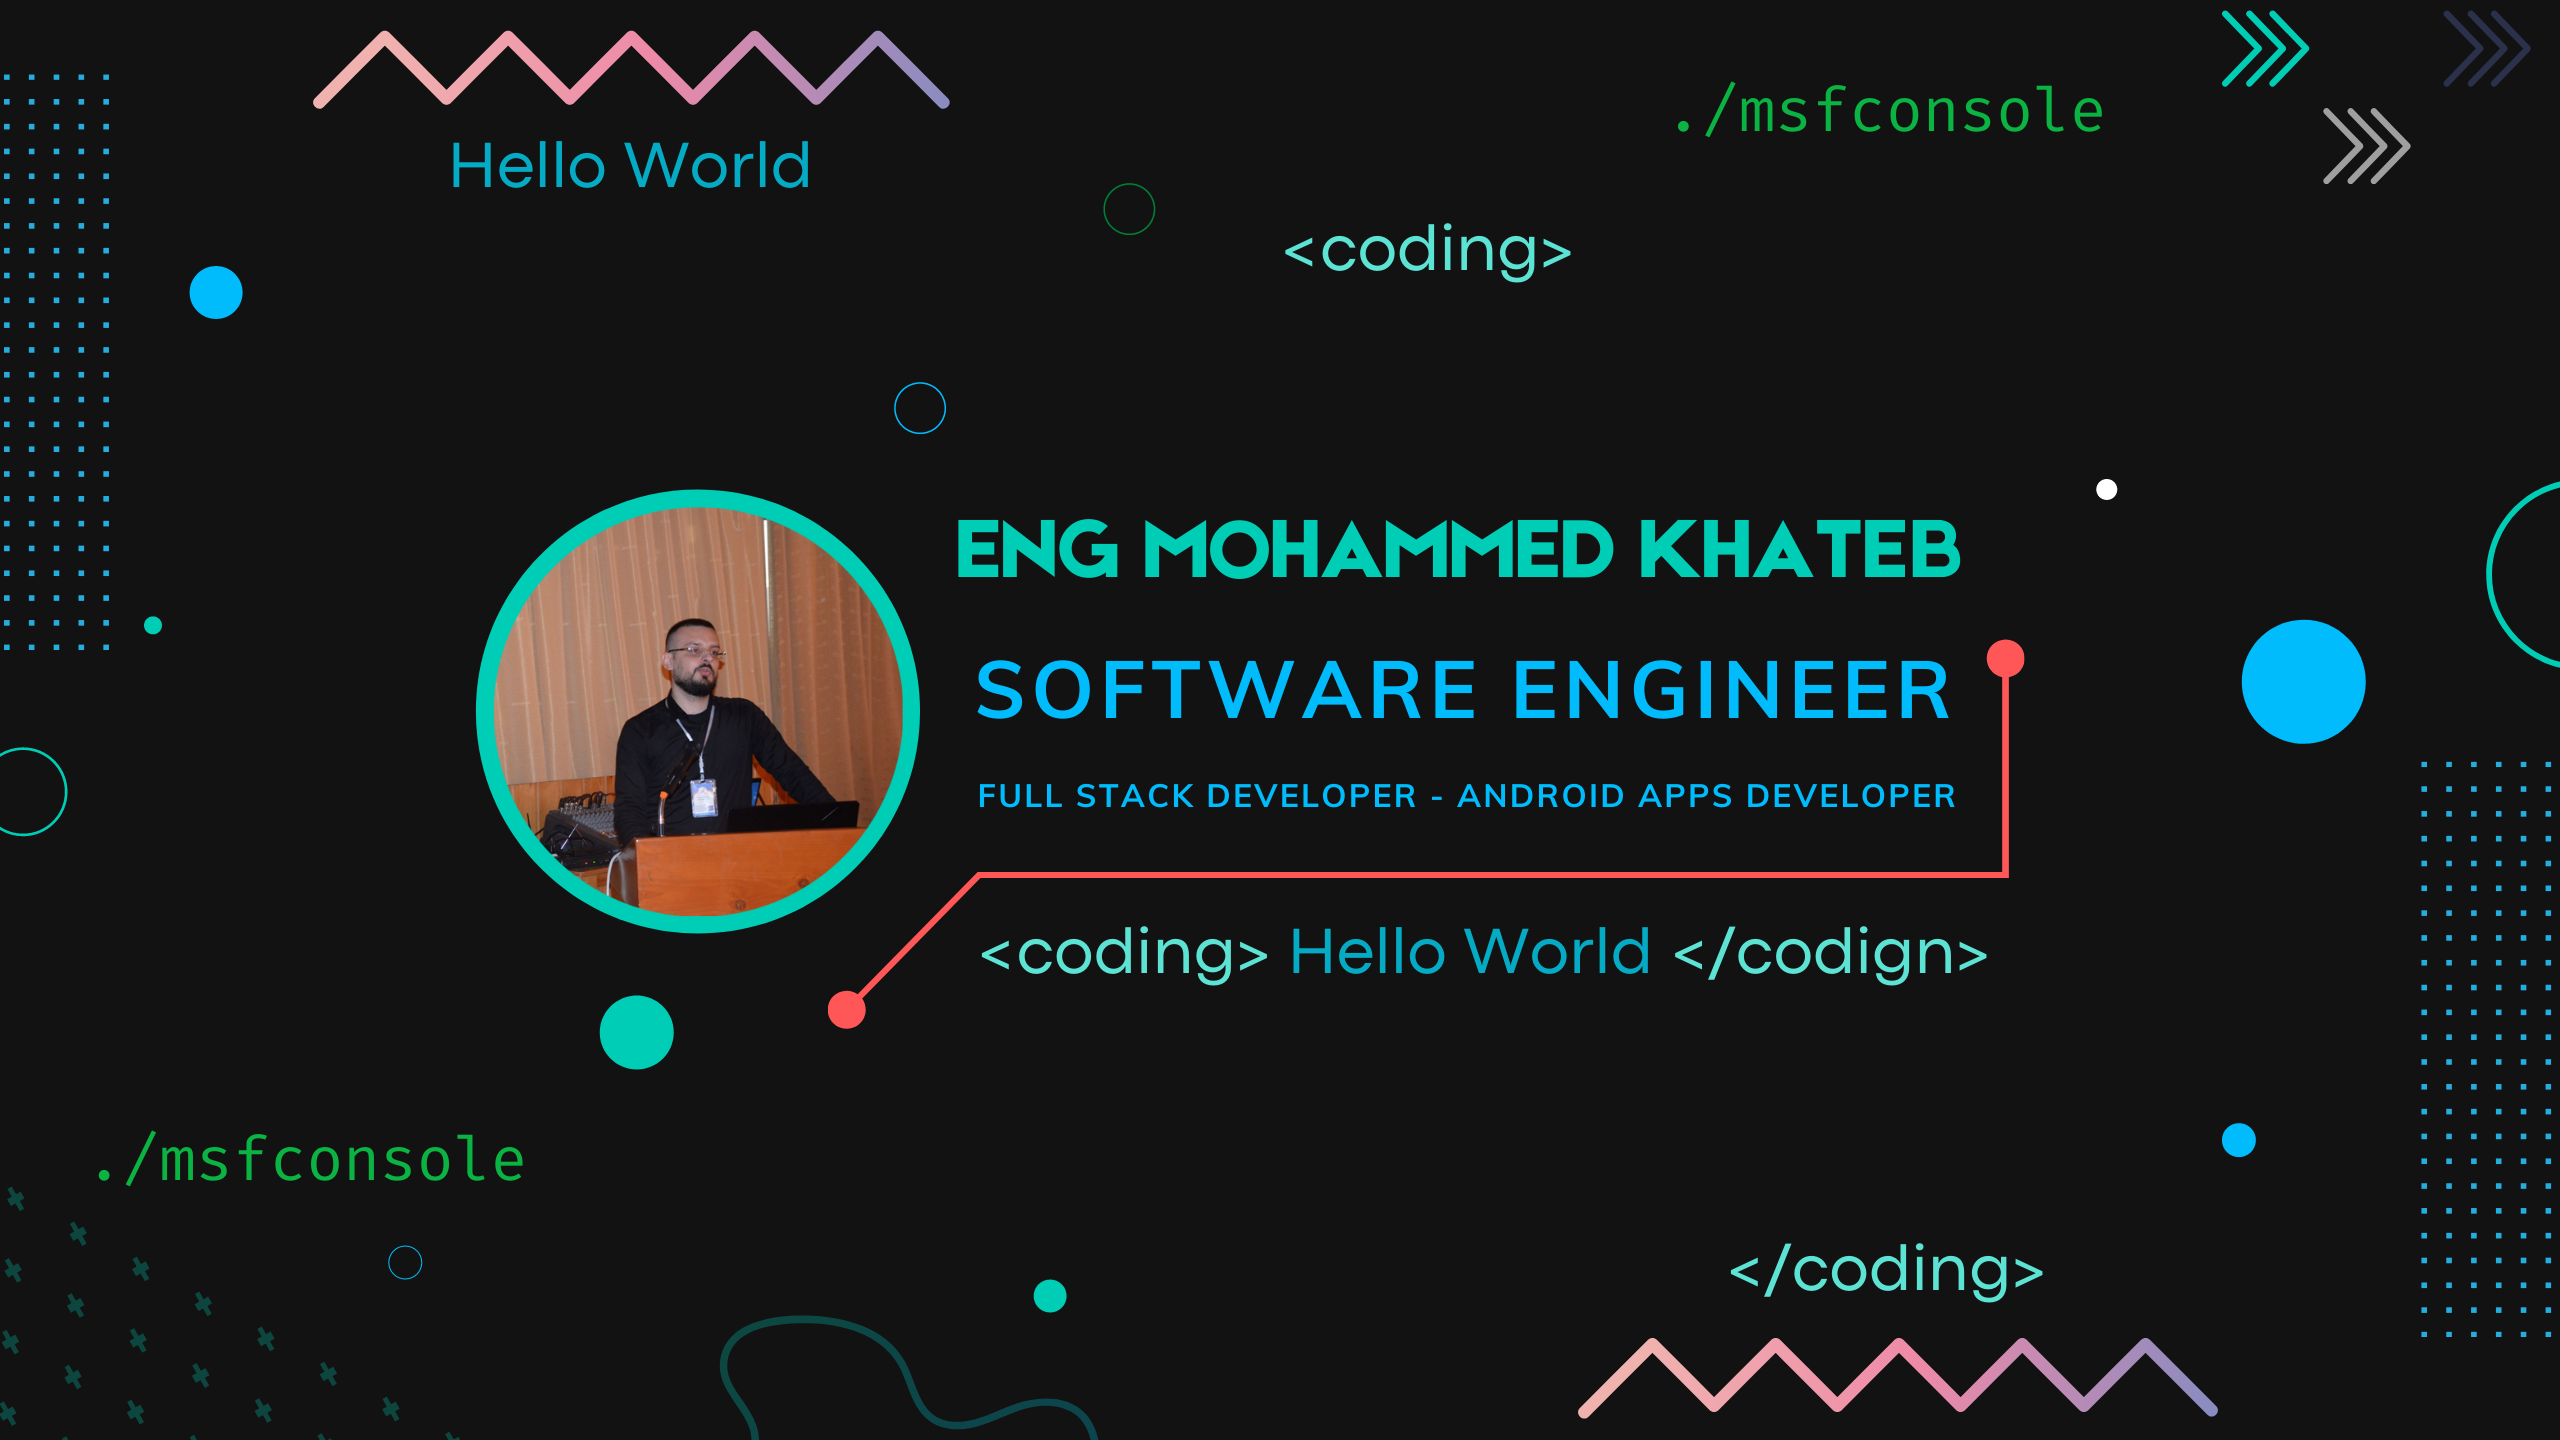 Hello World
./msfconsole
<coding>
ENG MOHAMMED KHATEB
SOFTWARE ENGINEER
FULL STACK DEVELOPER - ANDROID APPS DEVELOPER
<coding> Hello World </codign>
./msfconsole
</coding>